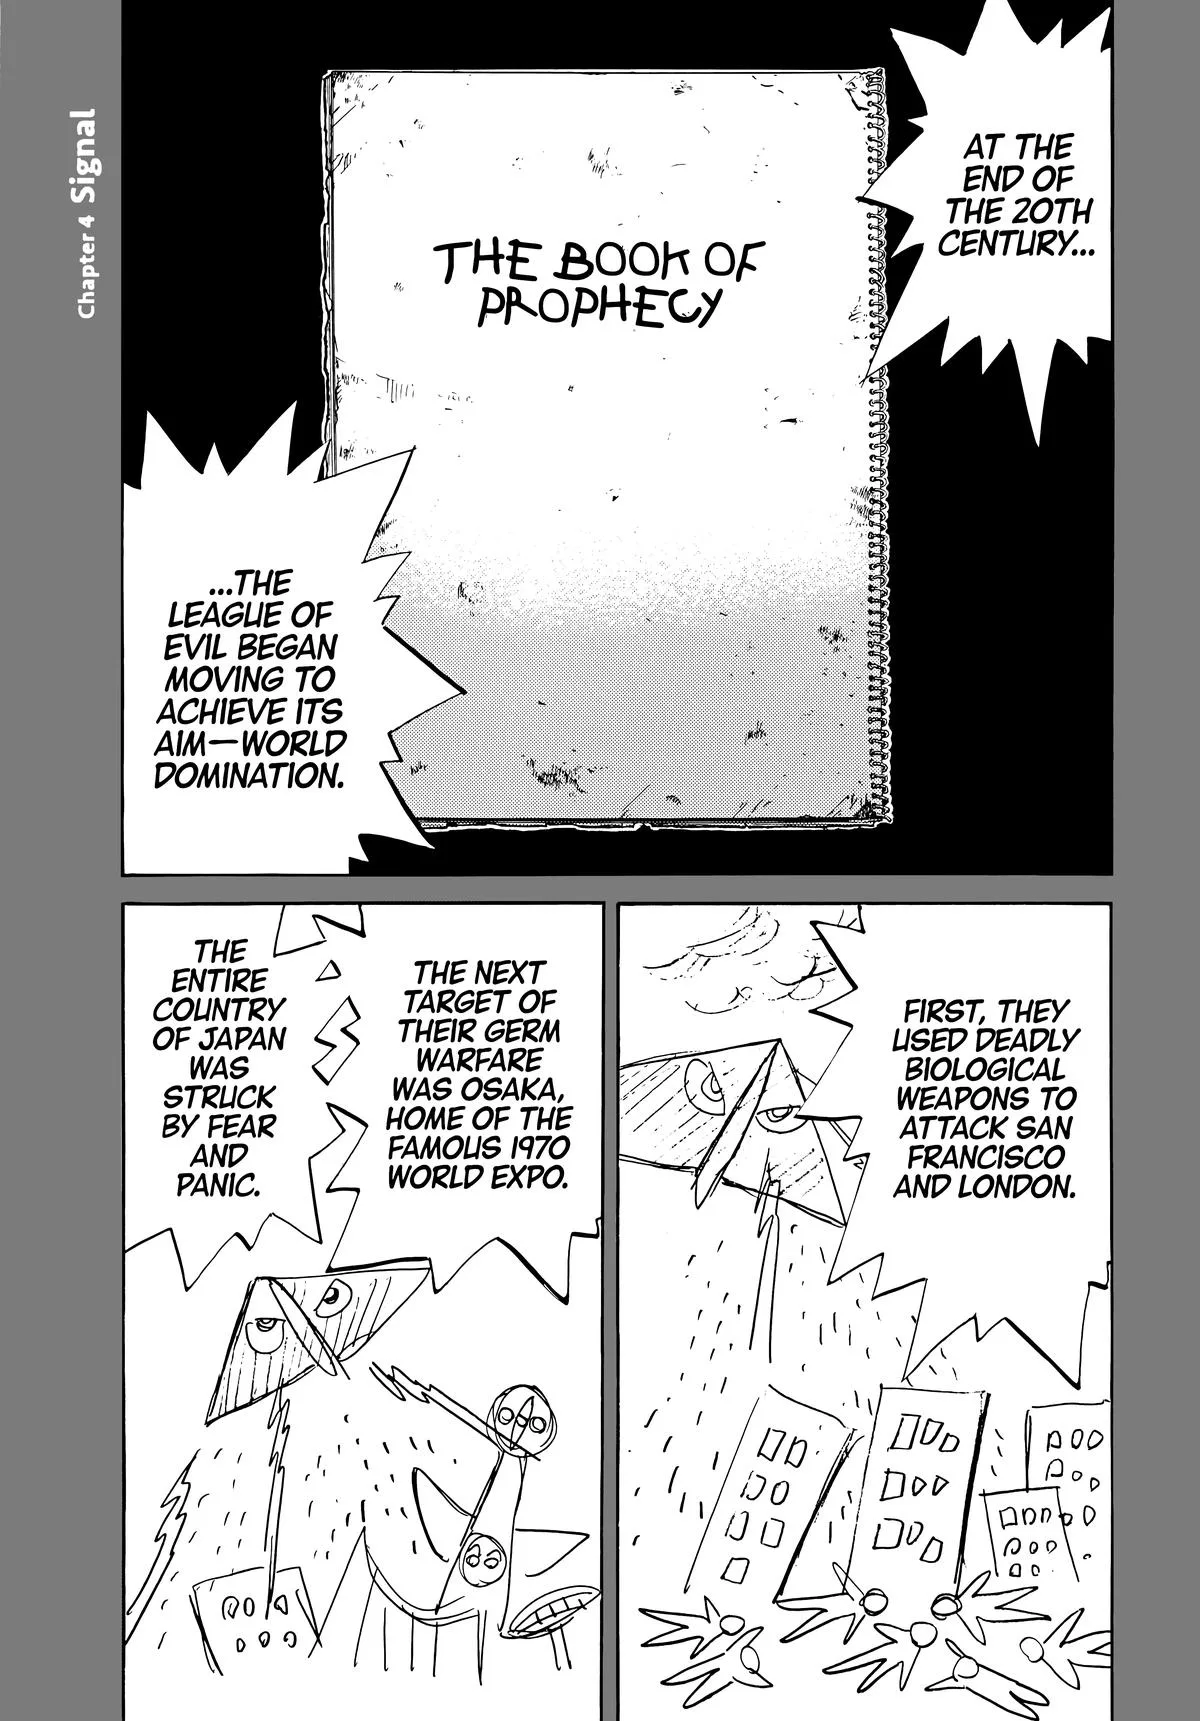 Chapter 4 Signal
AT THE
END OF
THE 20TH
CENTURY...
THE BOOK OF
PROPHECY
...THE
LEAGUE OF
EVIL BEGAN
MOVING TO
ACHIEVE ITS
AIM—WORLD
DOMINATION.
FIRST, THEY
USED DEADLY
BIOLOGICAL
WEAPONS TO
ATTACK SAN
FRANCISCO
AND LONDON.
THE NEXT
TARGET OF
THEIR GERM
WARFARE
WAS OSAKA,
HOME OF THE
FAMOUS 1970
WORLD EXPO.
THE
ENTIRE
COUNTRY
OF JAPAN
WAS
STRUCK
BY FEAR
AND
PANIC.